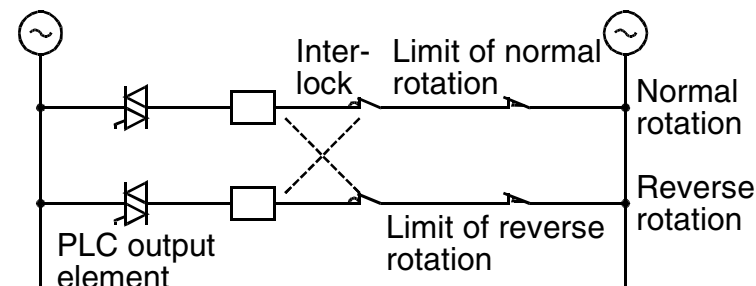 Inter-
lock
Limit of normal
rotation
Normal
rotation
Reverse
rotation
Limit of reverse
rotation
PLC output
element